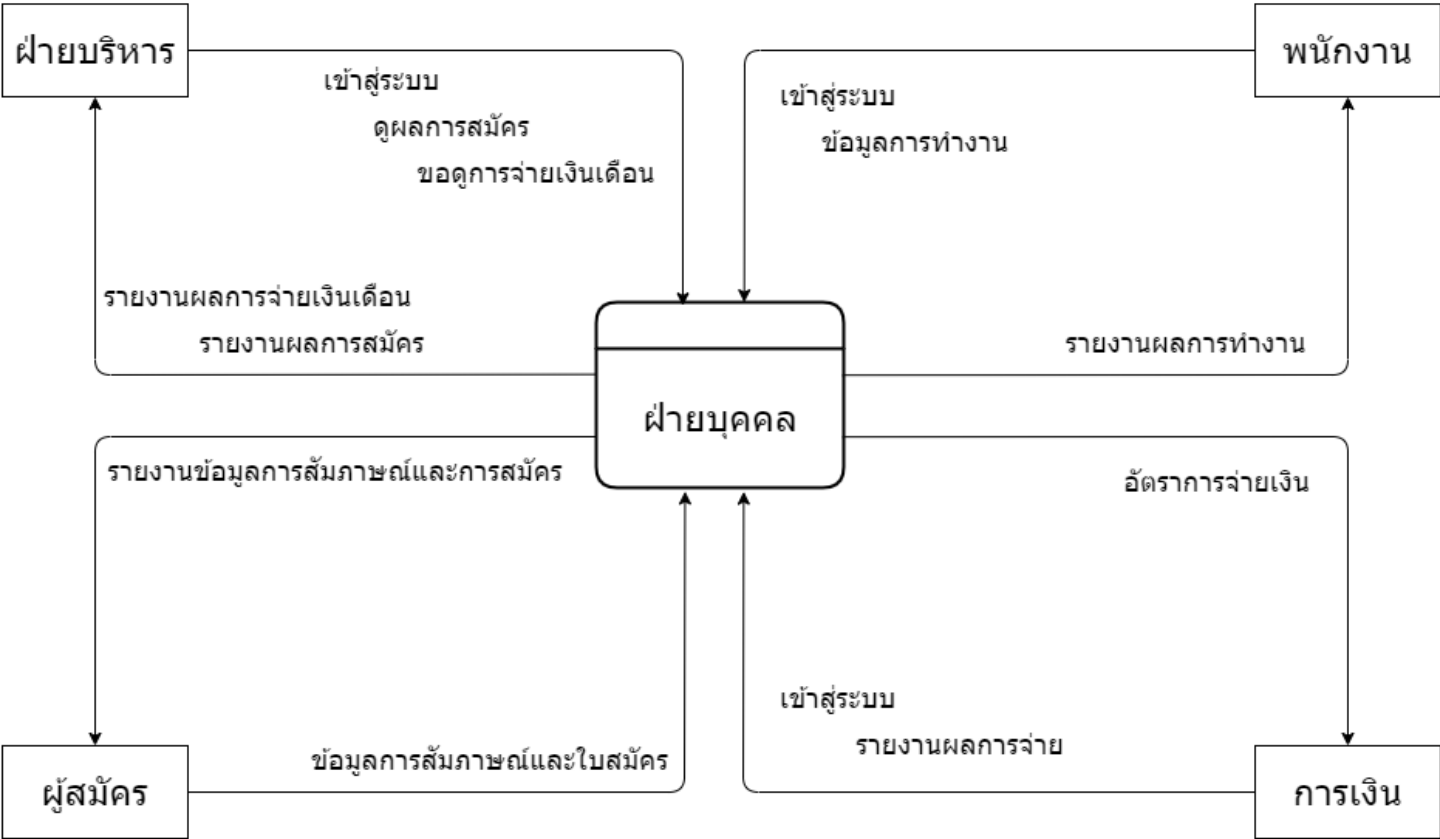 ฝ่ายบริหาร
พนักงาน
เข้าสู่ระบบ
ดูผลการสมัคร
ขอดูการจ่ายเงินเดือน
เข้าสู่ระบบ
ข้อมูลการทำงาน
รายงานผลการจ่ายเงินเดือน
รายงานผลการสมัคร
รายงานผลการทำงาน
ฝ่ายบุคคล
รายงานข้อมูลการสัมภาษณ์และการสมัคร
อัตราการจ่ายเงิน
เข้าสู่ระบบ
รายงานผลการจ่าย
ข้อมูลการสัมภาษณ์และใบสมัคร
ผู้สมัคร
การเงิน